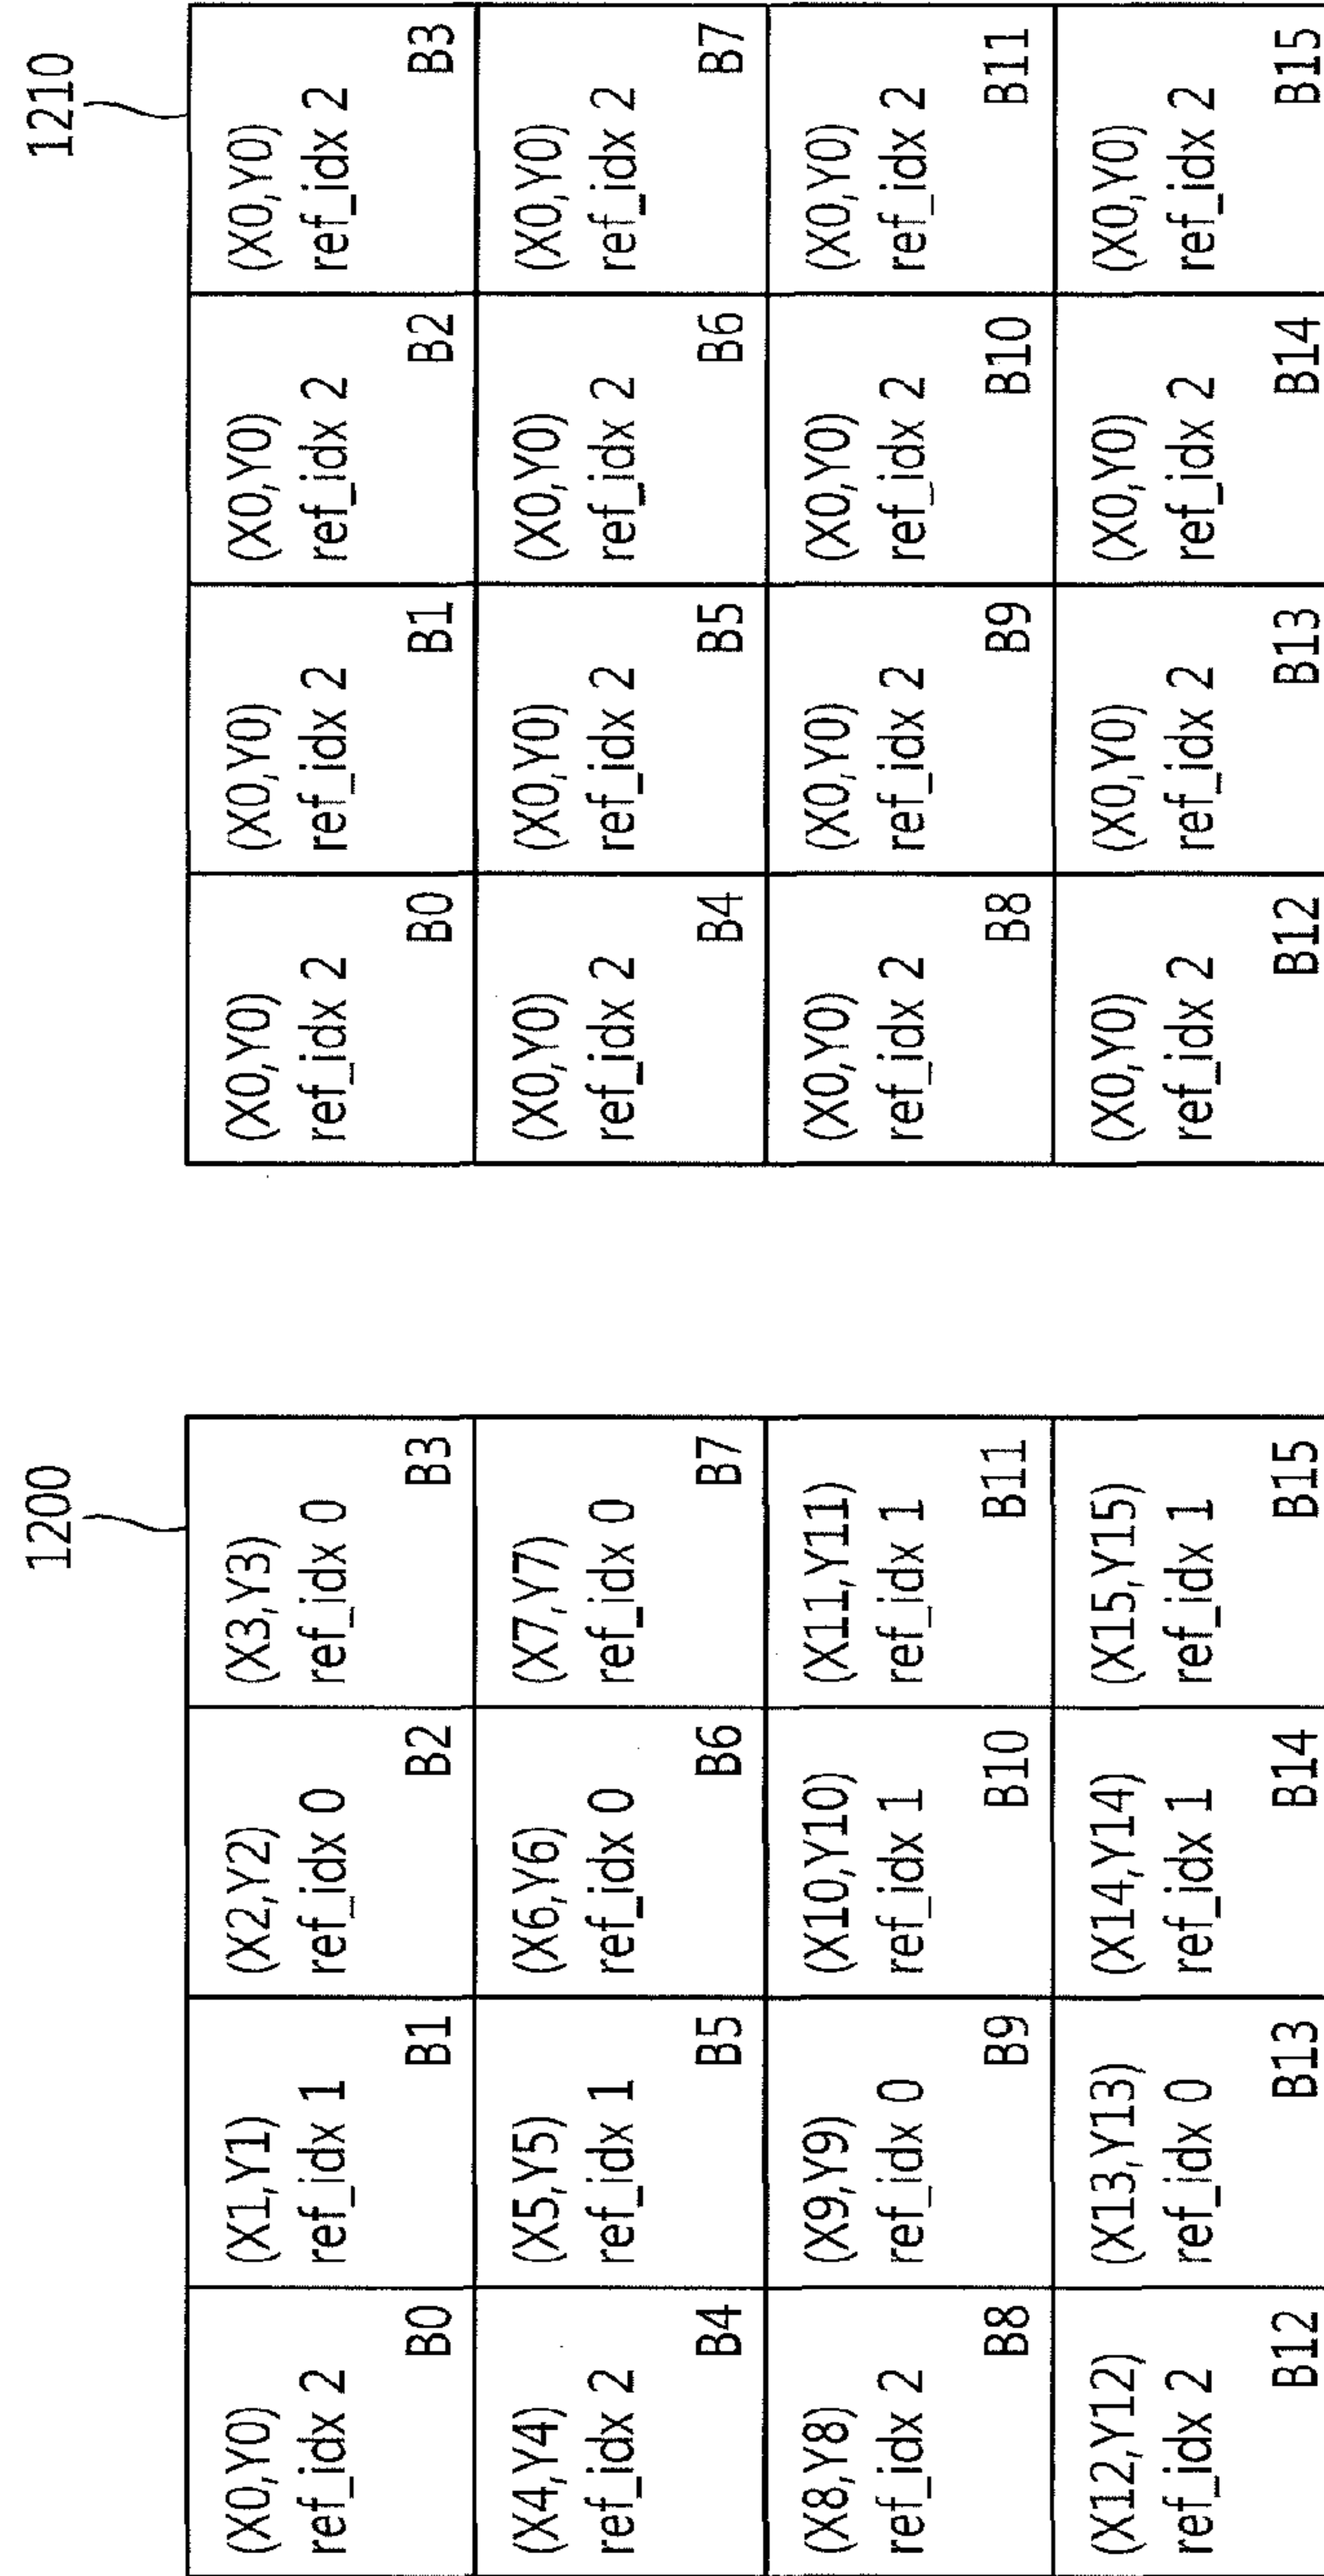 1200
(X0,Y0)
ref_idx 2
B0
(X1,Y1)
ref_idx 1
B1
(X2,Y2)
ref_idx 0
B2
(X3,Y3)
ref_idx 0
B3
(X4,Y4)
ref_idx 2
B4
(X5,Y5)
ref_idx 1
B5
(X6,Y6)
ref_idx 0
B6
(X7,Y7)
ref_idx 0
B7
(X8,Y8)
ref_idx 2
B8
(X9,Y9)
ref_idx 0
B9
(X10,Y10)
ref_idx 1
B10
(X11,Y11)
ref_idx 1
B11
(X12,Y12)
ref_idx 2
B12
(X13,Y13)
ref_idx 0
B13
(X14,Y14)
ref_idx 1
B14
(X15,Y15)
ref_idx 1
B15
1210
(X0,Y0)
ref_idx 2
B0
(X0,Y0)
ref_idx 2
B1
(X0,Y0)
ref_idx 2
B2
(X0,Y0)
ref_idx 2
B3
(X0,Y0)
ref_idx 2
B4
(X0,Y0)
ref_idx 2
B5
(X0,Y0)
ref_idx 2
B6
(X0,Y0)
ref_idx 2
B7
(X0,Y0)
ref_idx 2
B8
(X0,Y0)
ref_idx 2
B9
(X0,Y0)
ref_idx 2
B10
(X0,Y0)
ref_idx 2
B11
(X0,Y0)
ref_idx 2
B12
(X0,Y0)
ref_idx 2
B13
(X0,Y0)
ref_idx 2
B14
(X0,Y0)
ref_idx 2
B15